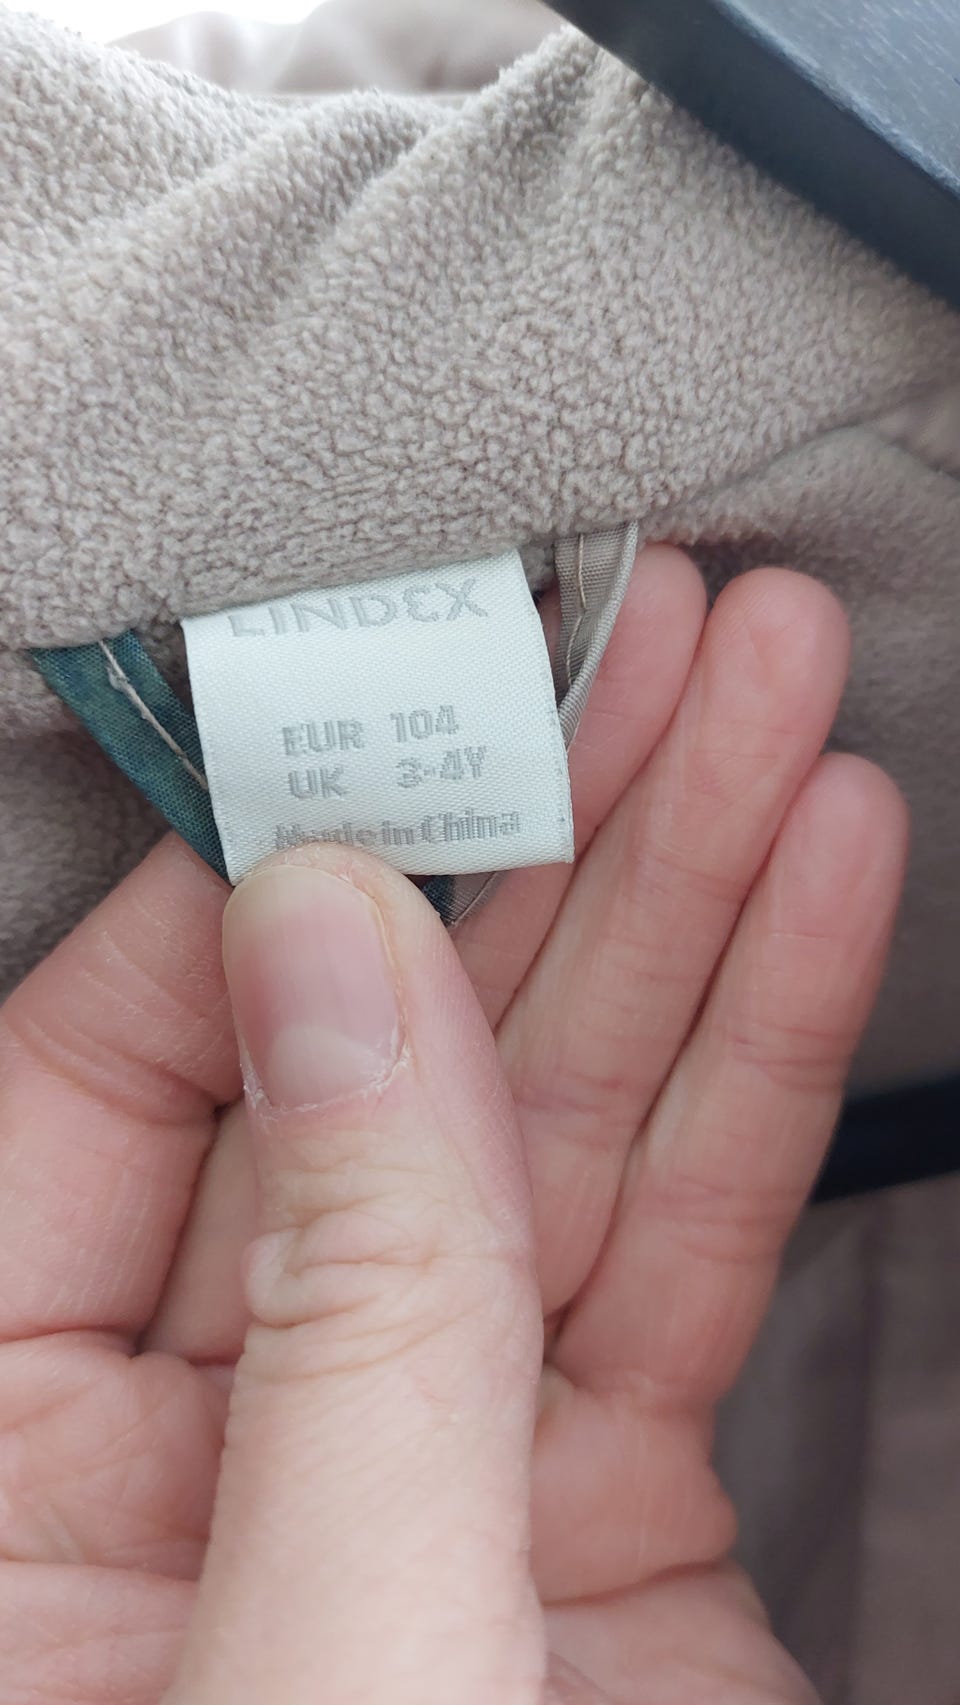 LINDEX
EUR 104
UK 3-4Y
Made in China